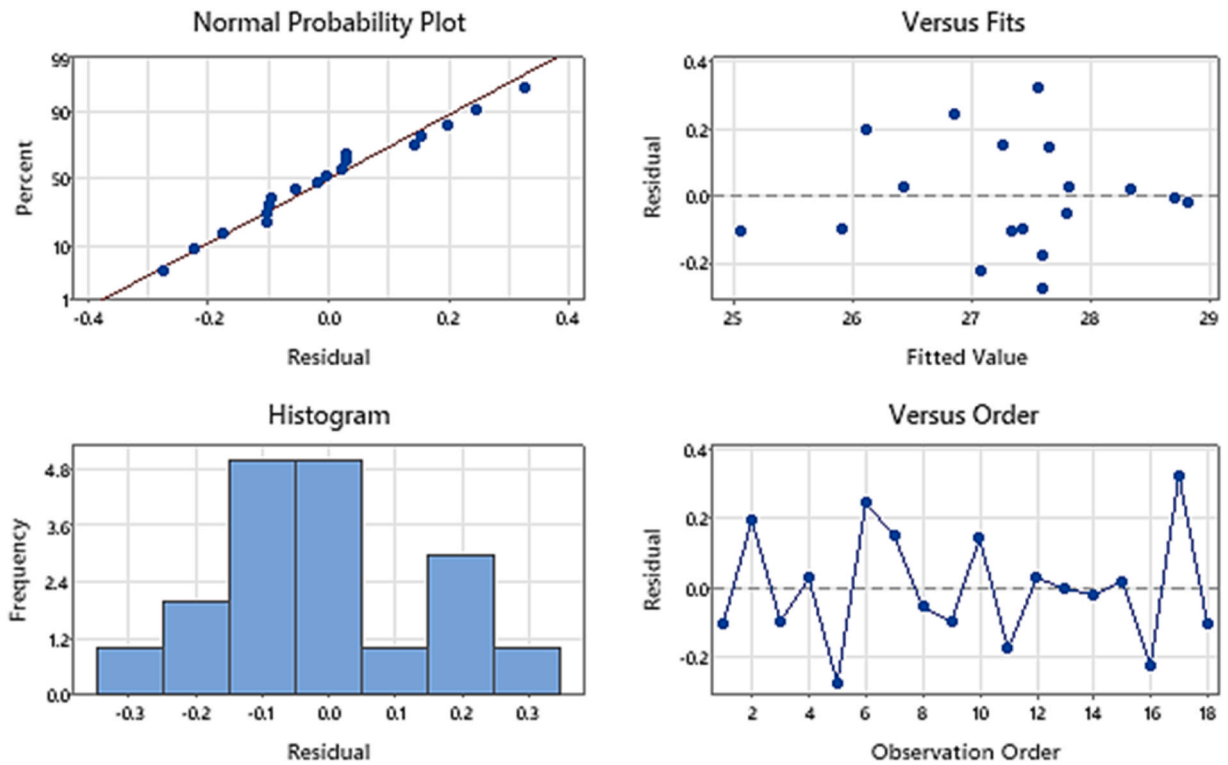 Normal Probability Plot
99
90
50
10
1
Percent
-0.4 -0.2 0.0 0.2 0.4
Residual
Versus Fits
0.4
0.2
0.0
-0.2
Residual
25 26 27 28 29
Fitted Value
Histogram
4.8
3.6
2.4
1.2
0.0
Frequency
-0.3 -0.2 -0.1 0.0 0.1 0.2 0.3
Residual
Versus Order
0.4
0.2
0.0
-0.2
Residual
2 4 6 8 10 12 14 16 18
Observation Order